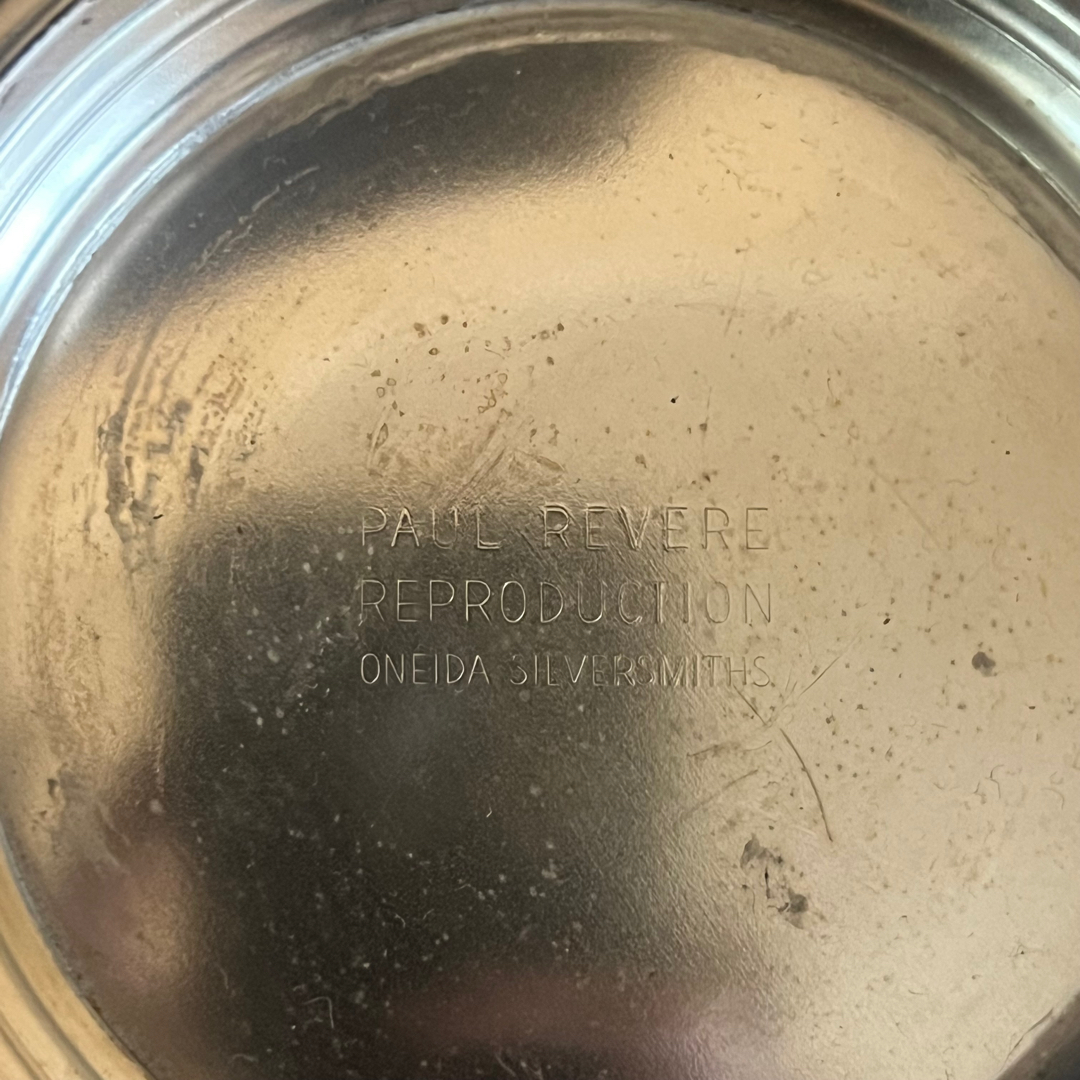 PAUL REVERE
REPRODUCTION
ONEIDA SILVERSMITHS